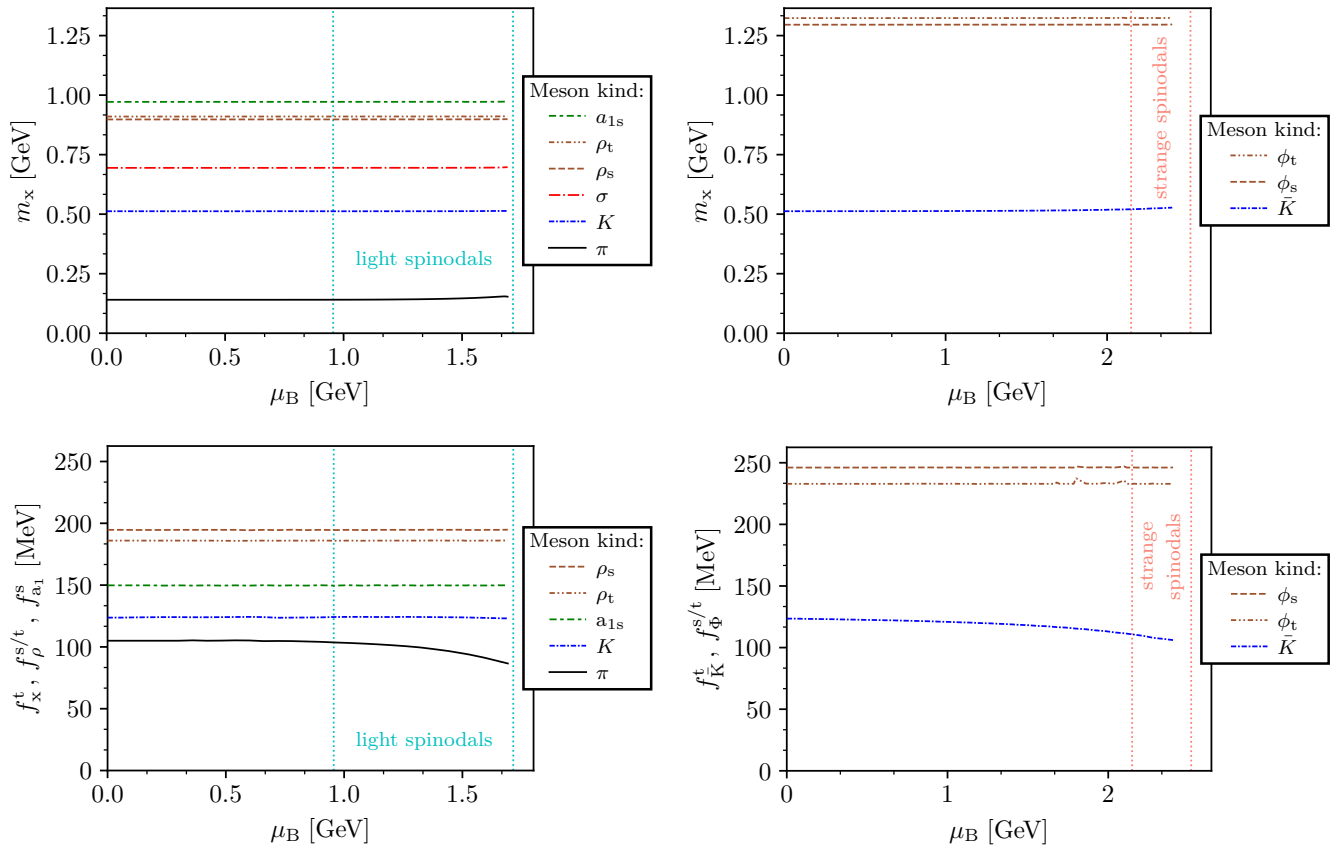 1.25
1.00
0.75
0.50
0.25
0.00
m_x [GeV]
0.0 0.5 1.0 1.5
μ_B [GeV]
light spinodals
Meson kind:
a_1s
ρ_t
ρ_s
σ
K
π
1.25
1.00
0.75
0.50
0.25
0.00
m_x [GeV]
0 1 2
μ_B [GeV]
strange spinodals
Meson kind:
ϕ_t
ϕ_s
K̄
250
200
150
100
50
0
f_x^t , f_ρ^{s/t} , f_{a_1}^s [MeV]
0.0 0.5 1.0 1.5
μ_B [GeV]
light spinodals
Meson kind:
ρ_s
ρ_t
a_1s
K
π
250
200
150
100
50
0
f_K̄^t , f_Φ^{s/t} [MeV]
0 1 2
μ_B [GeV]
strange
spinodals
Meson kind:
ϕ_s
ϕ_t
K̄